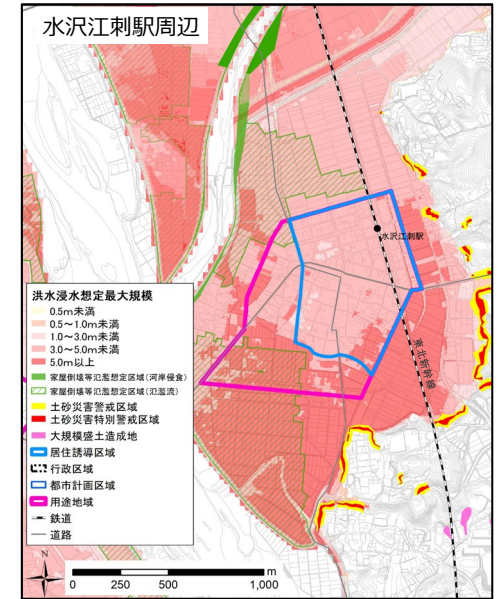 水沢江刺駅周辺
水沢江刺駅
東北新幹線
洪水浸水想定最大規模
0.5m未満
0.5~1.0m未満
1.0~3.0m未満
3.0~5.0m未満
5.0m以上
家屋倒壊等氾濫想定区域(河岸侵食)
家屋倒壊等氾濫想定区域(氾濫流)
土砂災害警戒区域
土砂災害特別警戒区域
大規模盛土造成地
居住誘導区域
行政区域
都市計画区域
用途地域
鉄道
道路
N
m
0 250 500 1,000